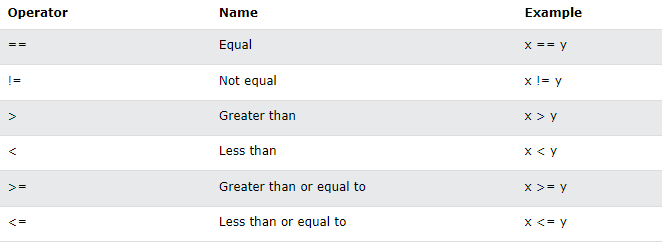 Operator Name Example
== Equal x == y
!= Not equal x != y
> Greater than x > y
< Less than x < y
>= Greater than or equal to x >= y
<= Less than or equal to x <= y